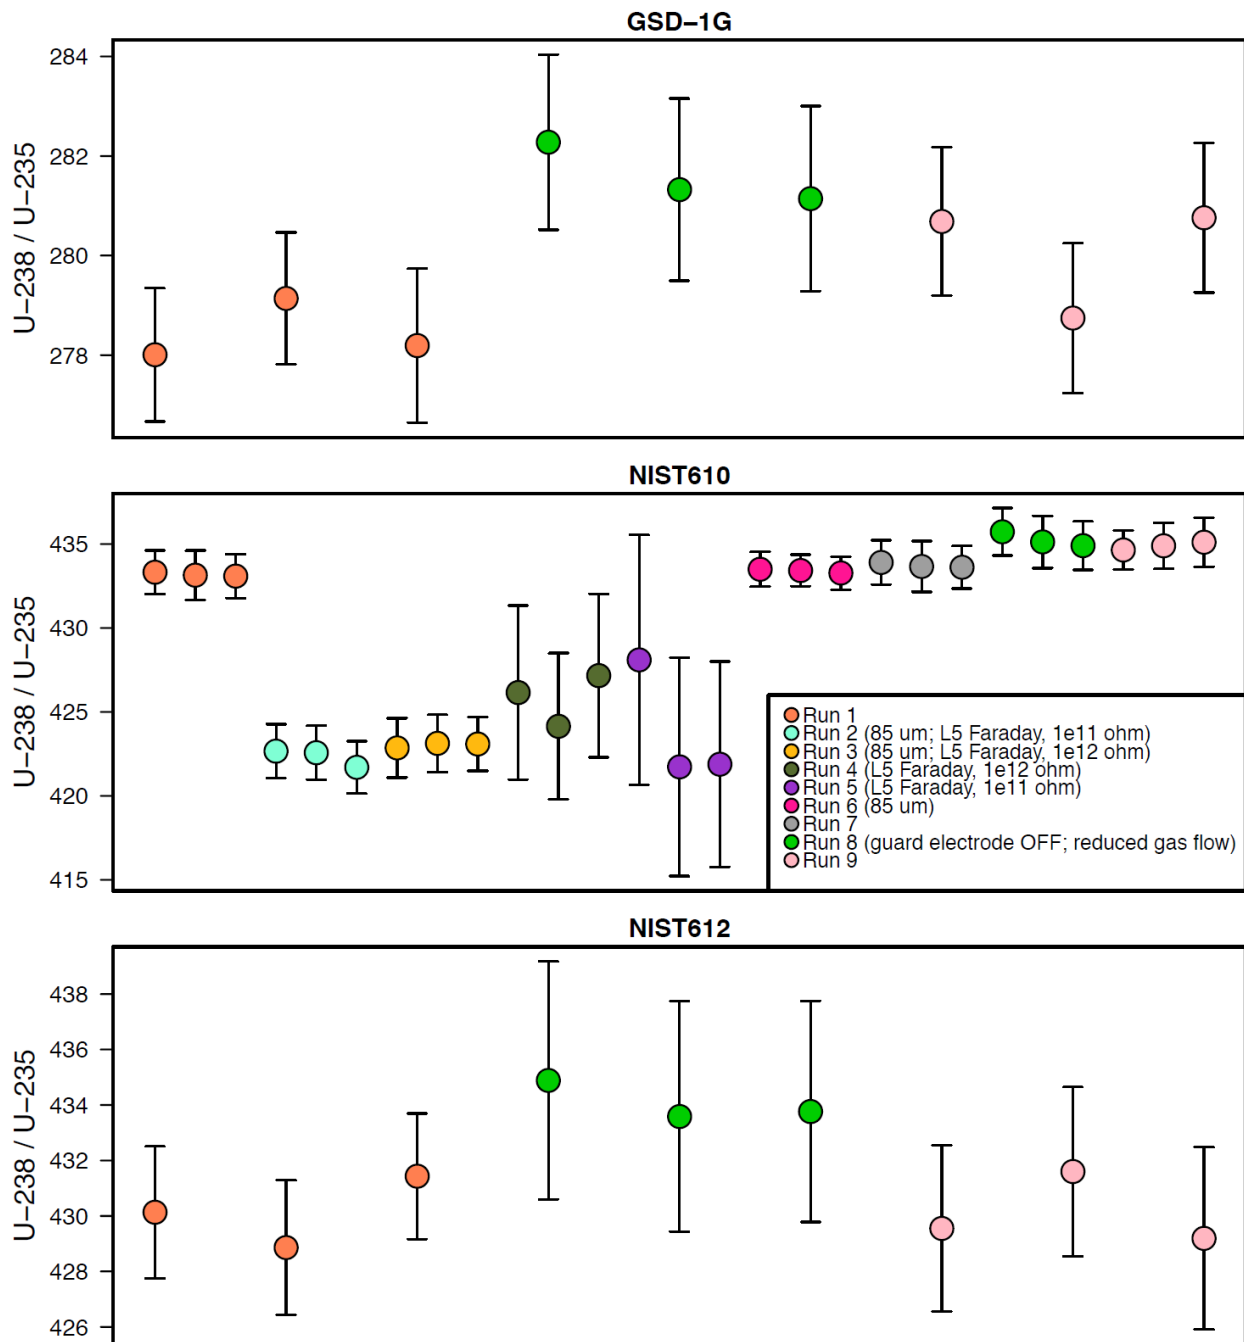 GSD−1G
U−238 / U−235
284
282
280
278
NIST610
U−238 / U−235
435
430
425
420
415
Run 1
Run 2 (85 um; L5 Faraday, 1e11 ohm)
Run 3 (85 um; L5 Faraday, 1e12 ohm)
Run 4 (L5 Faraday, 1e12 ohm)
Run 5 (L5 Faraday, 1e11 ohm)
Run 6 (85 um)
Run 7
Run 8 (guard electrode OFF; reduced gas flow)
Run 9
NIST612
U−238 / U−235
438
436
434
432
430
428
426